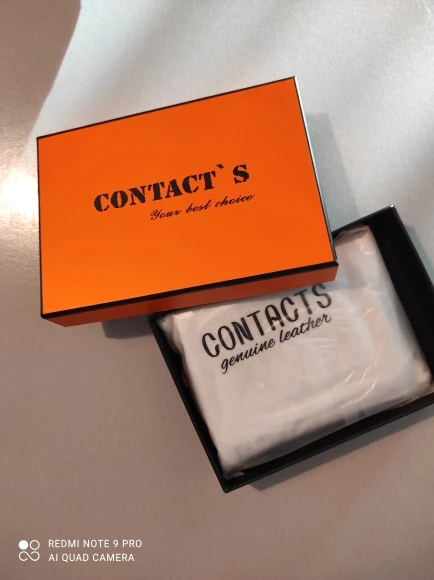 CONTACT`S
Your best choice
CONTACTS
genuine leather
REDMI NOTE 9 PRO
AI QUAD CAMERA